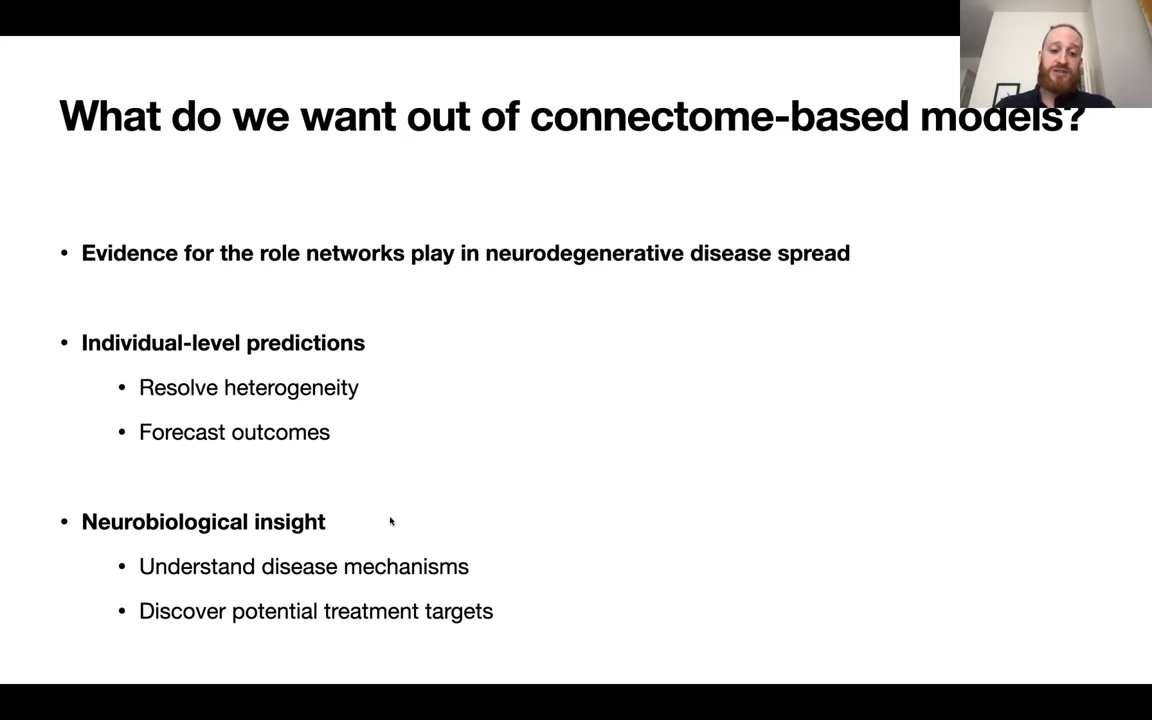 What do we want out of connectome-based models?
• Evidence for the role networks play in neurodegenerative disease spread
• Individual-level predictions
• Resolve heterogeneity
• Forecast outcomes
• Neurobiological insight
• Understand disease mechanisms
• Discover potential treatment targets